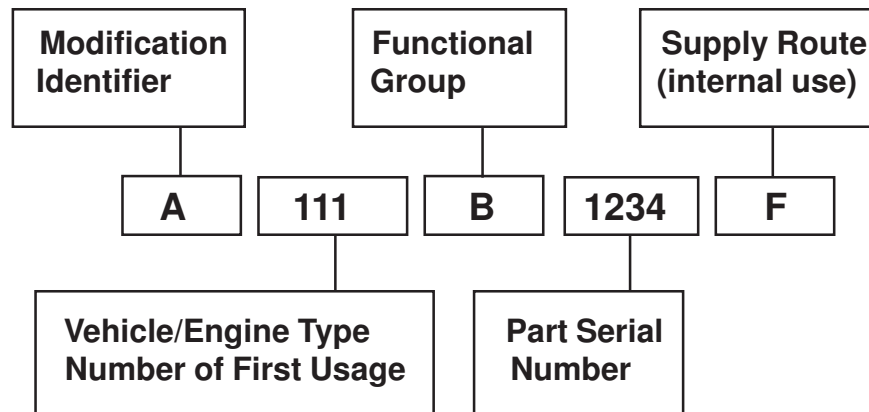 Modification
Identifier
Functional
Group
Supply Route
(internal use)
A 111 B 1234 F
Vehicle/Engine Type
Number of First Usage
Part Serial
Number